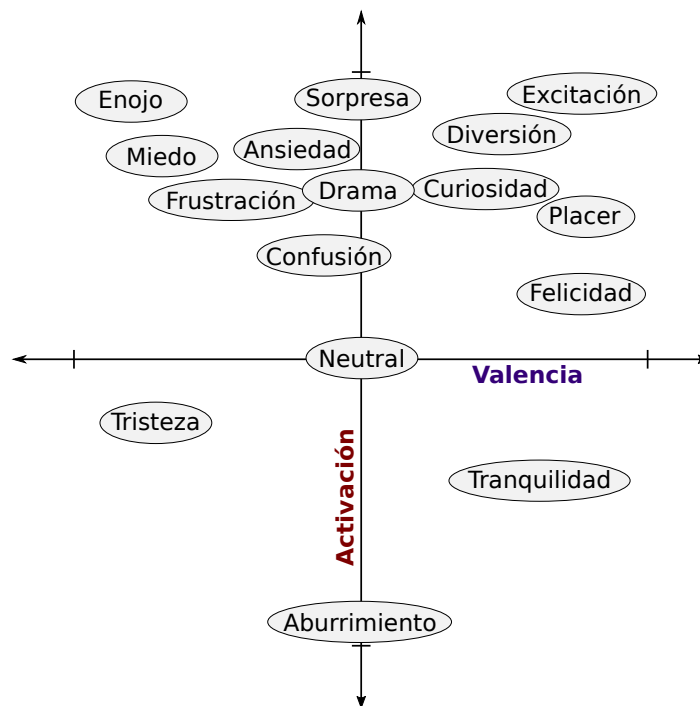 Enojo
Sorpresa
Excitación
Diversión
Ansiedad
Miedo
Frustración
Drama
Curiosidad
Placer
Confusión
Felicidad
Neutral
Valencia
Tristeza
Tranquilidad
Activación
Aburrimiento